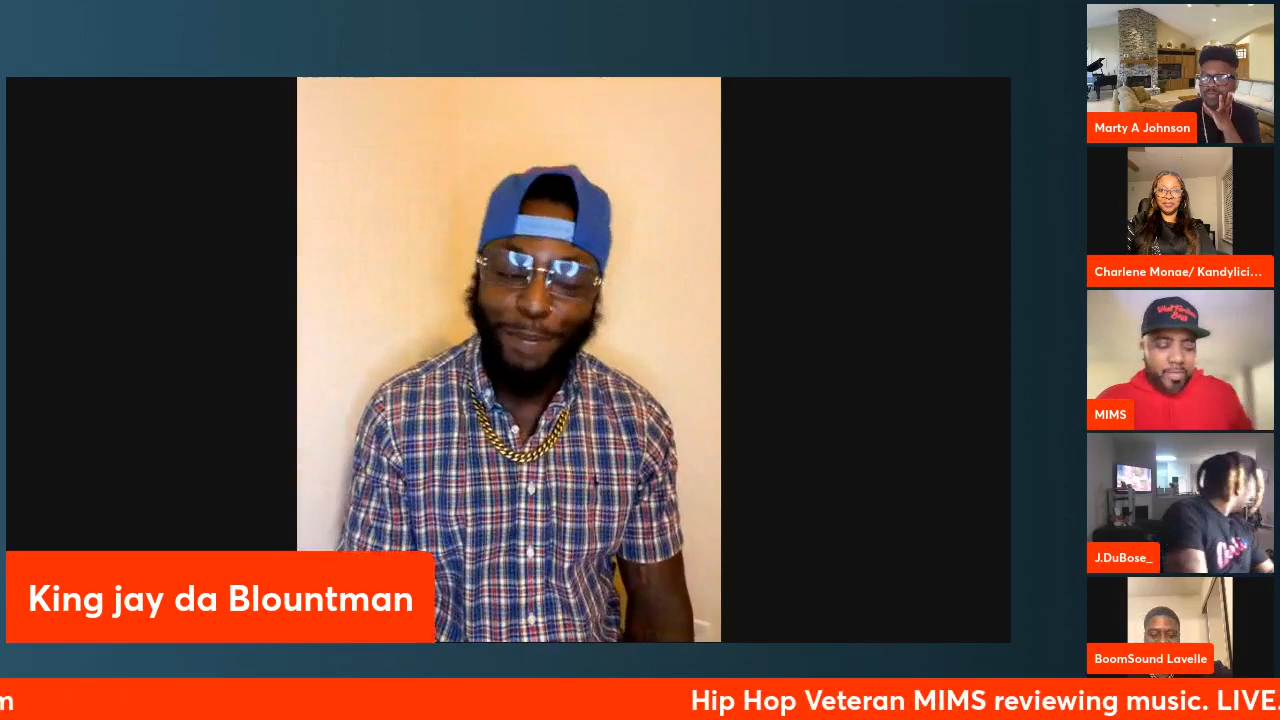 Marty A Johnson
Charlene Monae/ Kandylici...
MIMS
J.DuBose_
BoomSound Lavelle
King jay da Blountman
m
Hip Hop Veteran MIMS reviewing music. LIVE.